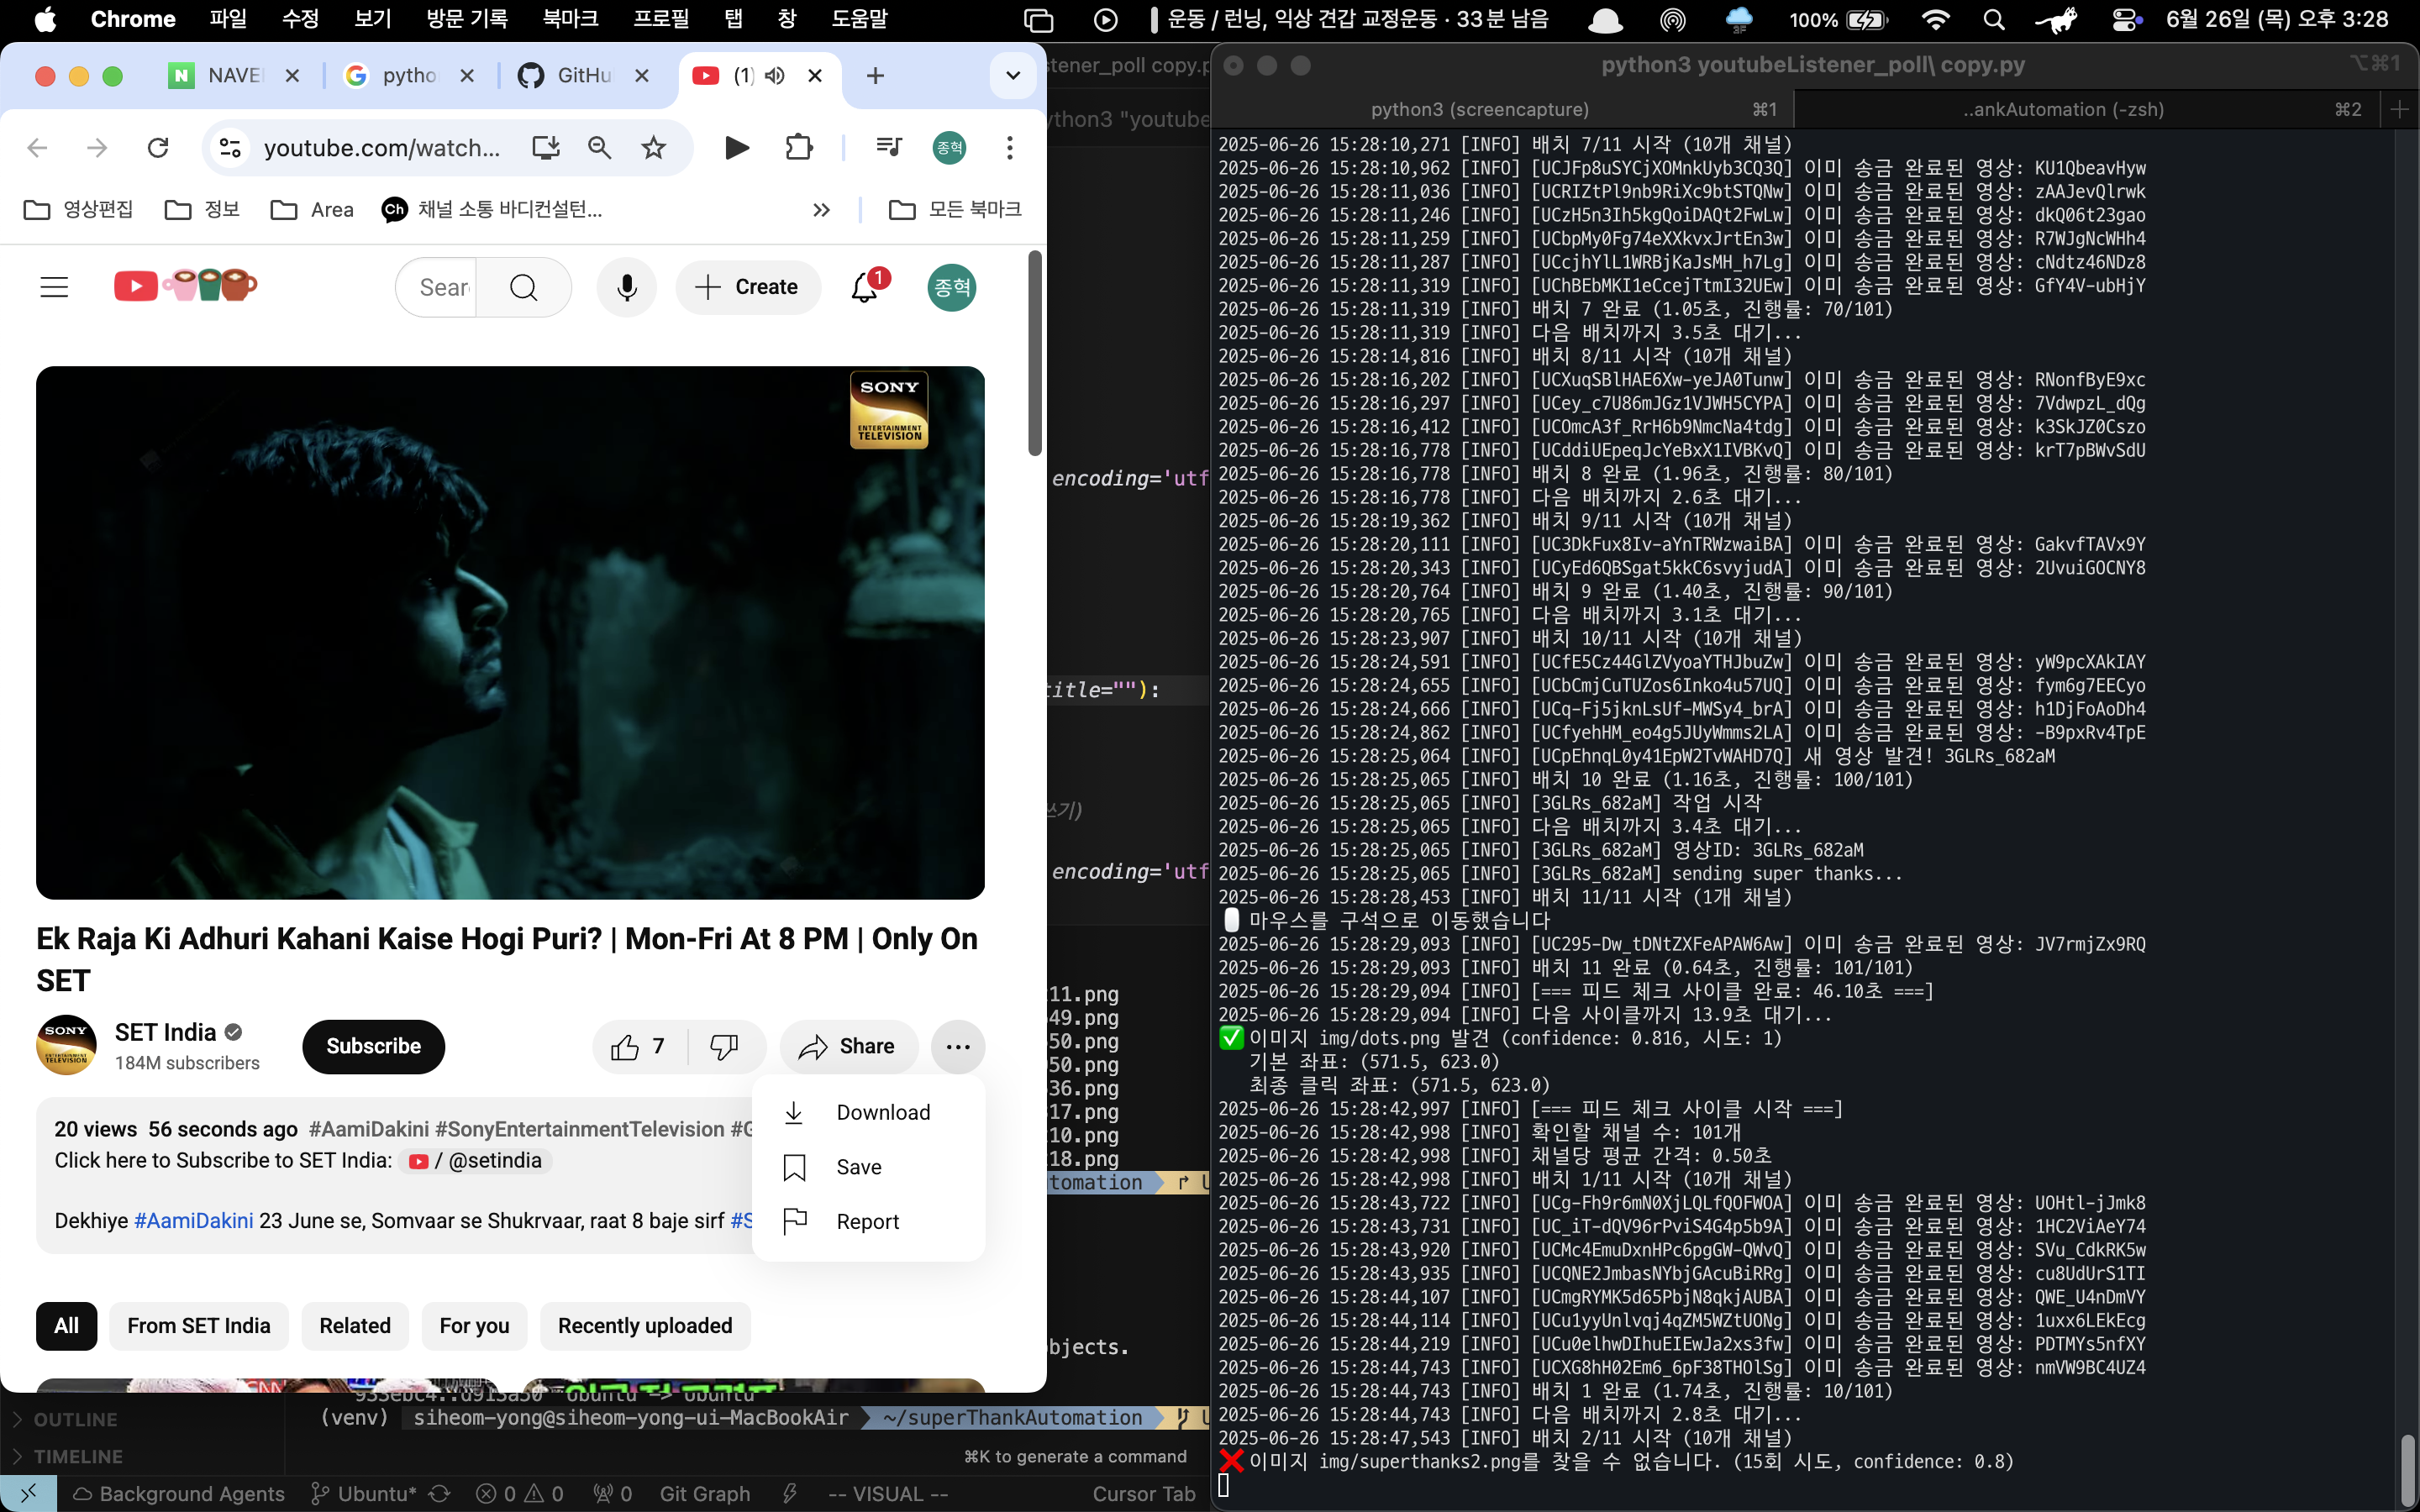 Chrome 파일 수정 보기 방문 기록 북마크 프로필 탭 창 도움말 운동 / 런닝, 익상 견갑 교정운동 · 33분 남음 100% 6월 26일 (목) 오후 3:28
NAVE pytho GitHu (1)
youtube.com/watch... 종혁
영상편집 정보 Area Ch 채널 소통 바디컨설턴... 모든 북마크
Sear Create 1 종혁
SONY
ENTERTAINMENT
TELEVISION
Ek Raja Ki Adhuri Kahani Kaise Hogi Puri? | Mon-Fri At 8 PM | Only On
SET
SONY
SET India
184M subscribers
Subscribe 7 Share
Download
Save
Report
20 views 56 seconds ago #AamiDakini #SonyEntertainmentTelevision
Click here to Subscribe to SET India: / @setindia
Dekhiye #AamiDakini 23 June se, Somvaar se Shukrvaar, raat 8 baje sirf
All From SET India Related For you Recently uploaded
stener_poll copy.p
ython3 "youtube
encoding='utf
title=""):
쓰기)
encoding='utf
11.png
49.png
50.png
50.png
36.png
17.png
10.png
18.png
tomation
bjects.
OUTLINE
TIMELINE
(venv) siheom-yong@siheom-yong-ui-MacBookAir ~/superThankAutomation
⌘K to generate a command
Background Agents Ubuntu* 0 0 0 Git Graph -- VISUAL -- Cursor Tab
python3 youtubeListener_poll\ copy.py ⌥⌘1
python3 (screencapture) ⌘1 ..ankAutomation (-zsh) ⌘2
2025-06-26 15:28:10,271 [INFO] 배치 7/11 시작 (10개 채널)
2025-06-26 15:28:10,962 [INFO] [UCJFp8uSYCjXOMnkUyb3CQ3Q] 이미 송금 완료된 영상: KU1QbeavHyw
2025-06-26 15:28:11,036 [INFO] [UCRIZtPl9nb9RiXc9btSTQNw] 이미 송금 완료된 영상: zAAJevQlrwk
2025-06-26 15:28:11,246 [INFO] [UCzH5n3Ih5kgQoiDAQt2FwLw] 이미 송금 완료된 영상: dkQ06t23gao
2025-06-26 15:28:11,259 [INFO] [UCbpMy0Fg74eXXkvxJrtEn3w] 이미 송금 완료된 영상: R7WJgNcWHh4
2025-06-26 15:28:11,287 [INFO] [UCcjhYlL1WRBjKaJsMH_h7Lg] 이미 송금 완료된 영상: cNdtz46NDz8
2025-06-26 15:28:11,319 [INFO] [UChBEbMKI1eCcejTtmI32UEw] 이미 송금 완료된 영상: GfY4V-ubHjY
2025-06-26 15:28:11,319 [INFO] 배치 7 완료 (1.05초, 진행률: 70/101)
2025-06-26 15:28:11,319 [INFO] 다음 배치까지 3.5초 대기...
2025-06-26 15:28:14,816 [INFO] 배치 8/11 시작 (10개 채널)
2025-06-26 15:28:16,202 [INFO] [UCXuqSBlHAE6Xw-yeJA0Tunw] 이미 송금 완료된 영상: RNonfByE9xc
2025-06-26 15:28:16,297 [INFO] [UCey_c7U86mJGz1VJWH5CYPA] 이미 송금 완료된 영상: 7VdwpzL_dQg
2025-06-26 15:28:16,412 [INFO] [UCOmcA3f_RrH6b9NmcNa4tdg] 이미 송금 완료된 영상: k3SkJZ0Cszo
2025-06-26 15:28:16,778 [INFO] [UCddiUEpeqJcYeBxX1IVBKvQ] 이미 송금 완료된 영상: krT7pBWvSdU
2025-06-26 15:28:16,778 [INFO] 배치 8 완료 (1.96초, 진행률: 80/101)
2025-06-26 15:28:16,778 [INFO] 다음 배치까지 2.6초 대기...
2025-06-26 15:28:19,362 [INFO] 배치 9/11 시작 (10개 채널)
2025-06-26 15:28:20,111 [INFO] [UC3DkFux8Iv-aYnTRWzwaiBA] 이미 송금 완료된 영상: GakvfTAVx9Y
2025-06-26 15:28:20,343 [INFO] [UCyEd6QBSgat5kkC6svyjudA] 이미 송금 완료된 영상: 2UvuiGOCNY8
2025-06-26 15:28:20,764 [INFO] 배치 9 완료 (1.40초, 진행률: 90/101)
2025-06-26 15:28:20,765 [INFO] 다음 배치까지 3.1초 대기...
2025-06-26 15:28:23,907 [INFO] 배치 10/11 시작 (10개 채널)
2025-06-26 15:28:24,591 [INFO] [UCfE5Cz44GlZVyoaYTHJbuZw] 이미 송금 완료된 영상: yW9pcXAkIAY
2025-06-26 15:28:24,655 [INFO] [UCbCmjCuTUZos6Inko4u57UQ] 이미 송금 완료된 영상: fym6g7EECyo
2025-06-26 15:28:24,666 [INFO] [UCq-Fj5jknLsUf-MWSy4_brA] 이미 송금 완료된 영상: h1DjFoAoDh4
2025-06-26 15:28:24,862 [INFO] [UCfyehHM_eo4g5JUyWmms2LA] 이미 송금 완료된 영상: -B9pxRv4TpE
2025-06-26 15:28:25,064 [INFO] [UCpEhnqL0y41EpW2TvWAHD7Q] 새 영상 발견! 3GLRs_682aM
2025-06-26 15:28:25,065 [INFO] 배치 10 완료 (1.16초, 진행률: 100/101)
2025-06-26 15:28:25,065 [INFO] [3GLRs_682aM] 작업 시작
2025-06-26 15:28:25,065 [INFO] 다음 배치까지 3.4초 대기...
2025-06-26 15:28:25,065 [INFO] [3GLRs_682aM] 영상ID: 3GLRs_682aM
2025-06-26 15:28:25,065 [INFO] [3GLRs_682aM] sending super thanks...
2025-06-26 15:28:28,453 [INFO] 배치 11/11 시작 (1개 채널)
마우스를 구석으로 이동했습니다
2025-06-26 15:28:29,093 [INFO] [UC295-Dw_tDNtZXFeAPAW6Aw] 이미 송금 완료된 영상: JV7rmjZx9RQ
2025-06-26 15:28:29,093 [INFO] 배치 11 완료 (0.64초, 진행률: 101/101)
2025-06-26 15:28:29,094 [INFO] [=== 피드 체크 사이클 완료: 46.10초 ===]
2025-06-26 15:28:29,094 [INFO] 다음 사이클까지 13.9초 대기...
✅ 이미지 img/dots.png 발견 (confidence: 0.816, 시도: 1)
기본 좌표: (571.5, 623.0)
최종 클릭 좌표: (571.5, 623.0)
2025-06-26 15:28:42,997 [INFO] [=== 피드 체크 사이클 시작 ===]
2025-06-26 15:28:42,998 [INFO] 확인할 채널 수: 101개
2025-06-26 15:28:42,998 [INFO] 채널당 평균 간격: 0.50초
2025-06-26 15:28:42,998 [INFO] 배치 1/11 시작 (10개 채널)
2025-06-26 15:28:43,722 [INFO] [UCg-Fh9r6mN0XjLQLfQOFWOA] 이미 송금 완료된 영상: UOHtl-jJmk8
2025-06-26 15:28:43,731 [INFO] [UC_iT-dQV96rPviS4G4p5b9A] 이미 송금 완료된 영상: 1HC2ViAeY74
2025-06-26 15:28:43,920 [INFO] [UCMc4EmuDxnHPc6pgGW-QWvQ] 이미 송금 완료된 영상: SVu_CdkRK5w
2025-06-26 15:28:43,935 [INFO] [UCQNE2JmbasNYbjGAcuBiRRg] 이미 송금 완료된 영상: cu8UdUrS1TI
2025-06-26 15:28:44,107 [INFO] [UCmgRYMK5d65PbjN8qkjAUBA] 이미 송금 완료된 영상: QWE_U4nDmVY
2025-06-26 15:28:44,114 [INFO] [UCu1yyUnlvqj4qZM5WZtUONg] 이미 송금 완료된 영상: 1uxx6LEkEcg
2025-06-26 15:28:44,219 [INFO] [UCu0elhwDIhuEIEwJa2xs3fw] 이미 송금 완료된 영상: PDTMYs5nfXY
2025-06-26 15:28:44,743 [INFO] [UCXG8hH02Em6_6pF38THOlSg] 이미 송금 완료된 영상: nmVW9BC4UZ4
2025-06-26 15:28:44,743 [INFO] 배치 1 완료 (1.74초, 진행률: 10/101)
2025-06-26 15:28:44,743 [INFO] 다음 배치까지 2.8초 대기...
2025-06-26 15:28:47,543 [INFO] 배치 2/11 시작 (10개 채널)
❌ 이미지 img/superthanks2.png를 찾을 수 없습니다. (15회 시도, confidence: 0.8)